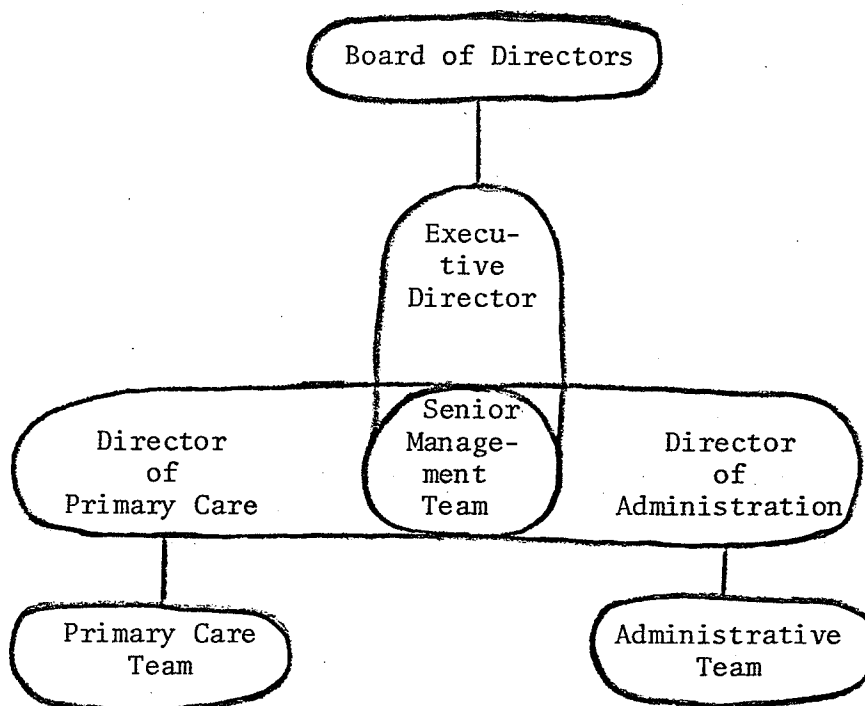 Board of Directors
Execu-
tive
Director
Senior
Manage-
ment
Team
Director
of
Primary Care
Director
of
Administration
Primary Care
Team
Administrative
Team